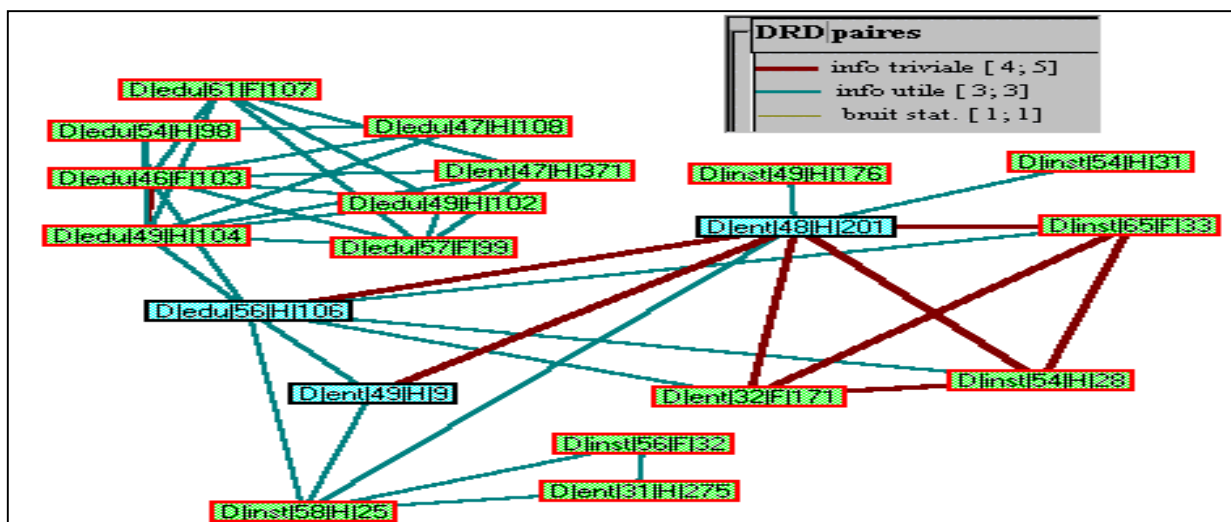 DRD paires
info triviale [ 4; 5]
info utile [ 3; 3]
bruit stat. [ 1; 1]
D|edu|61|F|107
D|edu|54|H|98
D|edu|47|H|108
D|edu|46|F|103
D|ent|47|H|371
D|edu|49|H|102
D|edu|49|H|104
D|edu|57|F|99
D|inst|49|H|176
D|inst|54|H|31
D|ent|48|H|201
D|inst|65|F|33
D|edu|56|H|106
D|ent|49|H|9
D|ent|32|F|171
D|inst|54|H|28
D|inst|56|F|32
D|ent|31|H|275
D|inst|58|H|25